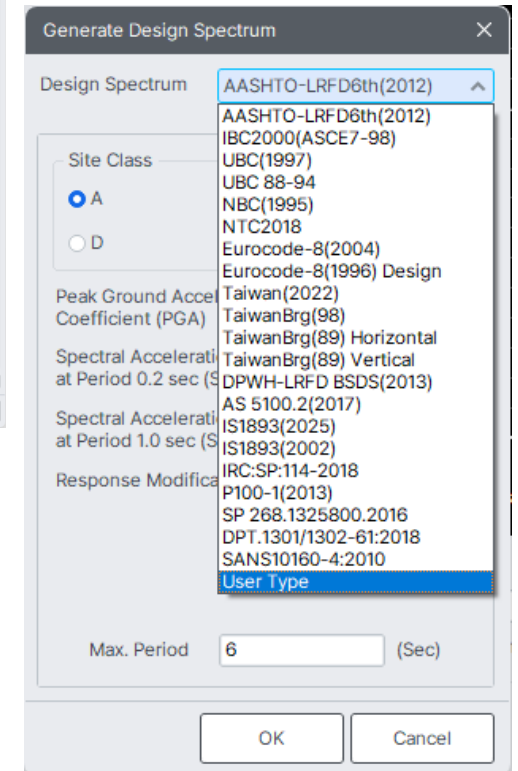 Generate Design Spectrum
Design Spectrum AASHTO-LRFD6th(2012)
AASHTO-LRFD6th(2012)
IBC2000(ASCE7-98)
UBC(1997)
UBC 88-94
NBC(1995)
NTC2018
Eurocode-8(2004)
Eurocode-8(1996) Design
Taiwan(2022)
TaiwanBrg(98)
TaiwanBrg(89) Horizontal
TaiwanBrg(89) Vertical
DPWH-LRFD BSDS(2013)
AS 5100.2(2017)
IS1893(2025)
IS1893(2002)
IRC:SP:114-2018
P100-1(2013)
SP 268.1325800.2016
DPT.1301/1302-61:2018
SANS10160-4:2010
User Type
Site Class
A
D
Peak Ground Accel
Coefficient (PGA)
Spectral Accelerati
at Period 0.2 sec (S
Spectral Accelerati
at Period 1.0 sec (S
Response Modifica
Max. Period 6 (Sec)
OK Cancel